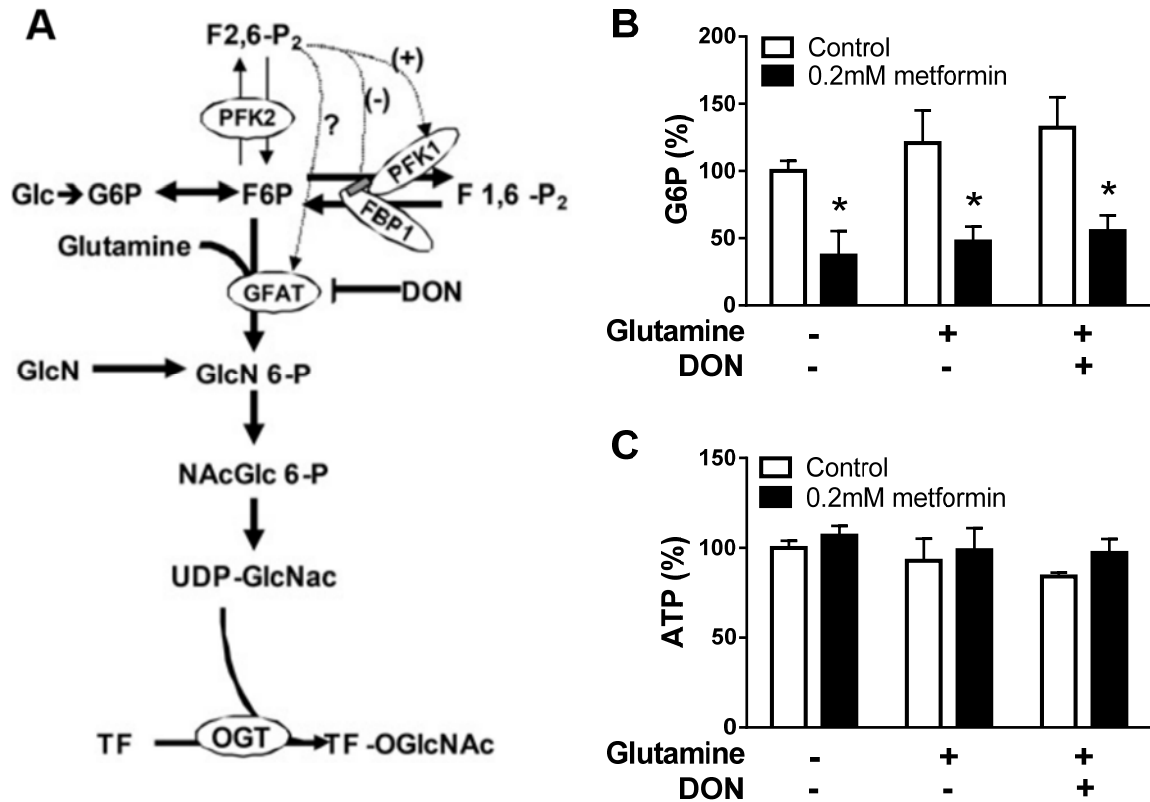 A
F2,6-P2
(+)
(-)
?
PFK2
PFK1
Glc G6P F6P F 1,6 -P2
FBP1
Glutamine
GFAT DON
GlcN GlcN 6-P
NAcGlc 6-P
UDP-GlcNac
TF OGT TF -OGlcNAc
B
Control
0.2mM metformin
G6P (%)
200
150
100
50
0
* * *
Glutamine - + +
DON - - +
C
Control
0.2mM metformin
ATP (%)
150
100
50
0
Glutamine - + +
DON - - +